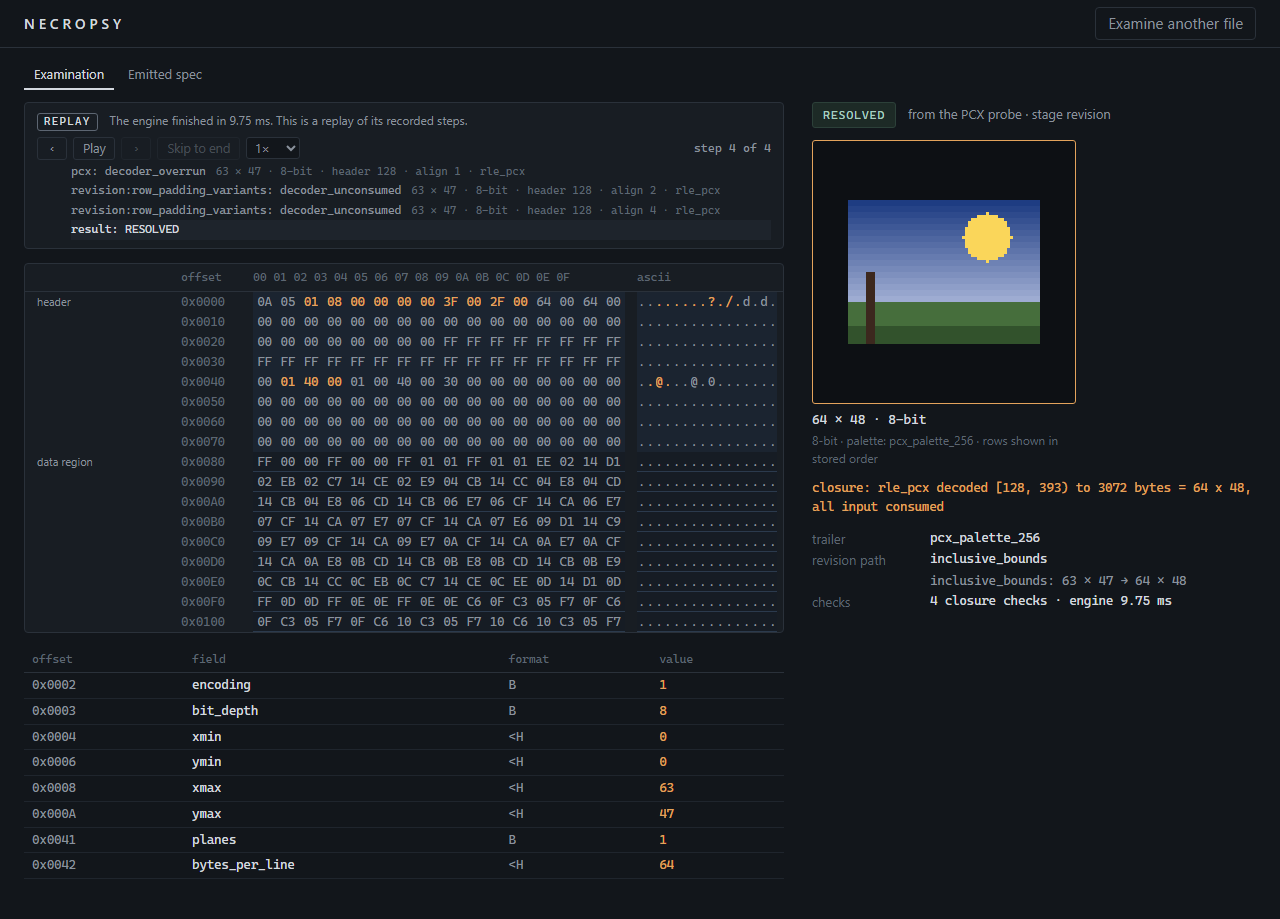 NECROPSY
Examine another file
Examination Emitted spec
REPLAY The engine finished in 9.75 ms. This is a replay of its recorded steps.
‹ Play › Skip to end 1× step 4 of 4
pcx: decoder_overrun 63 × 47 · 8-bit · header 128 · align 1 · rle_pcx
revision:row_padding_variants: decoder_unconsumed 63 × 47 · 8-bit · header 128 · align 2 · rle_pcx
revision:row_padding_variants: decoder_unconsumed 63 × 47 · 8-bit · header 128 · align 4 · rle_pcx
result: RESOLVED
offset 00 01 02 03 04 05 06 07 08 09 0A 0B 0C 0D 0E 0F ascii
header 0x0000 0A 05 01 08 00 00 00 00 3F 00 2F 00 64 00 64 00 ........?./.d.d.
0x0010 00 00 00 00 00 00 00 00 00 00 00 00 00 00 00 00 ................
0x0020 00 00 00 00 00 00 00 00 FF FF FF FF FF FF FF FF ................
0x0030 FF FF FF FF FF FF FF FF FF FF FF FF FF FF FF FF ................
0x0040 00 01 40 00 01 00 40 00 30 00 00 00 00 00 00 00 ..@...@.0.......
0x0050 00 00 00 00 00 00 00 00 00 00 00 00 00 00 00 00 ................
0x0060 00 00 00 00 00 00 00 00 00 00 00 00 00 00 00 00 ................
0x0070 00 00 00 00 00 00 00 00 00 00 00 00 00 00 00 00 ................
data region 0x0080 FF 00 00 FF 00 00 FF 01 01 FF 01 01 EE 02 14 D1 ................
0x0090 02 EB 02 C7 14 CE 02 E9 04 CB 14 CC 04 E8 04 CD ................
0x00A0 14 CB 04 E8 06 CD 14 CB 06 E7 06 CF 14 CA 06 E7 ................
0x00B0 07 CF 14 CA 07 E7 07 CF 14 CA 07 E6 09 D1 14 C9 ................
0x00C0 09 E7 09 CF 14 CA 09 E7 0A CF 14 CA 0A E7 0A CF ................
0x00D0 14 CA 0A E8 0B CD 14 CB 0B E8 0B CD 14 CB 0B E9 ................
0x00E0 0C CB 14 CC 0C EB 0C C7 14 CE 0C EE 0D 14 D1 0D ................
0x00F0 FF 0D 0D FF 0E 0E FF 0E 0E C6 0F C3 05 F7 0F C6 ................
0x0100 0F C3 05 F7 0F C6 10 C3 05 F7 10 C6 10 C3 05 F7 ................
offset field format value
0x0002 encoding B 1
0x0003 bit_depth B 8
0x0004 xmin <H 0
0x0006 ymin <H 0
0x0008 xmax <H 63
0x000A ymax <H 47
0x0041 planes B 1
0x0042 bytes_per_line <H 64
RESOLVED from the PCX probe · stage revision
64 × 48 · 8-bit
8-bit · palette: pcx_palette_256 · rows shown in
stored order
closure: rle_pcx decoded [128, 393) to 3072 bytes = 64 x 48,
all input consumed
trailer pcx_palette_256
revision path inclusive_bounds
inclusive_bounds: 63 × 47 → 64 × 48
checks 4 closure checks · engine 9.75 ms